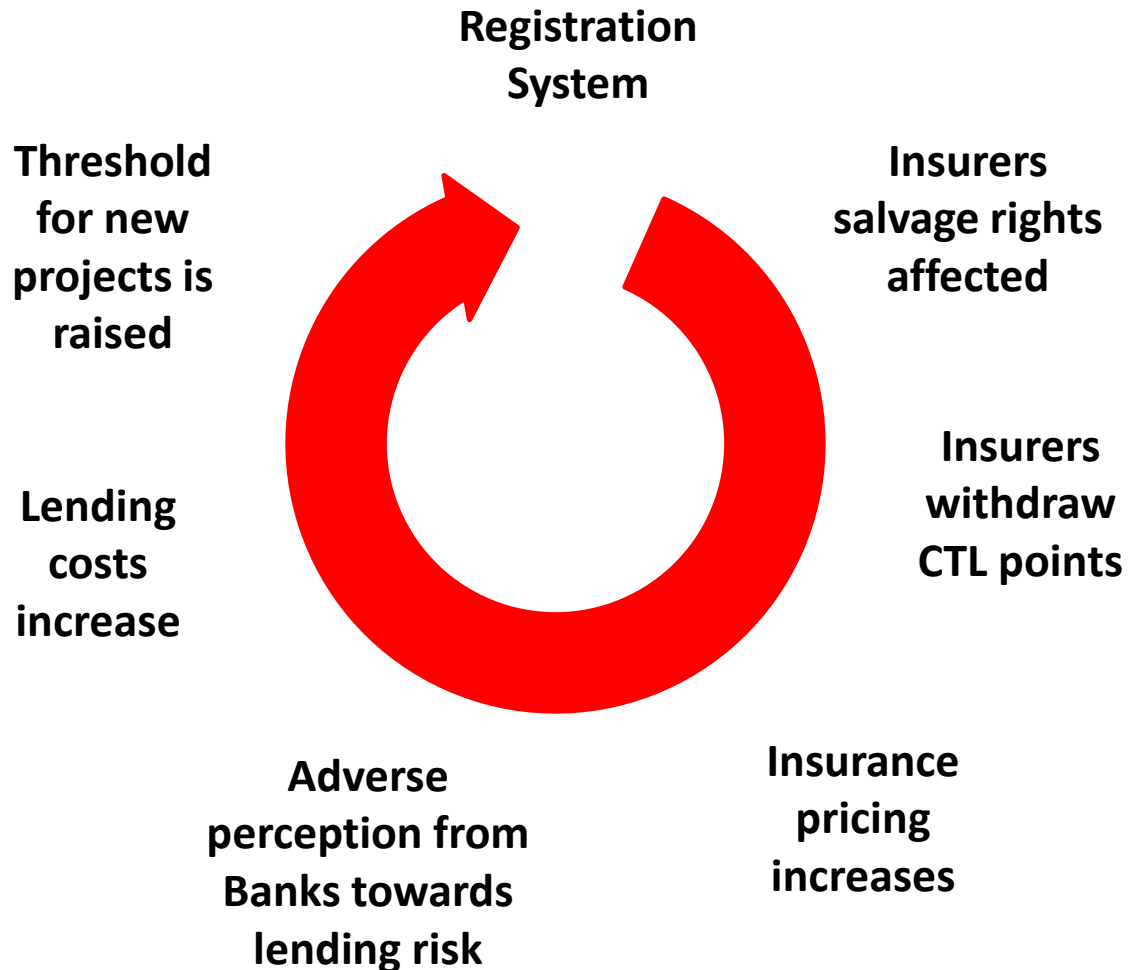 Registration
System
Insurers
salvage rights
affected
Insurers
withdraw
CTL points
Insurance
pricing
increases
Adverse
perception from
Banks towards
lending risk
Lending
costs
increase
Threshold
for new
projects is
raised